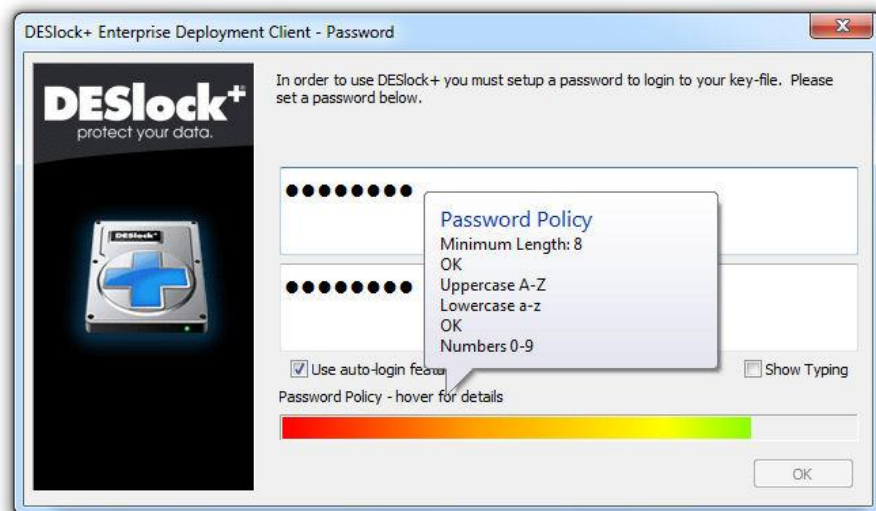 DESlock+ Enterprise Deployment Client - Password
DESlock+
protect your data.
In order to use DESlock+ you must setup a password to login to your key-file. Please
set a password below.
DESlock+
●●●●●●●●
Password Policy
Minimum Length: 8
OK
Uppercase A-Z
Lowercase a-z
OK
Numbers 0-9
●●●●●●●●
Use auto-login
Show Typing
Password Policy - hover for details
OK